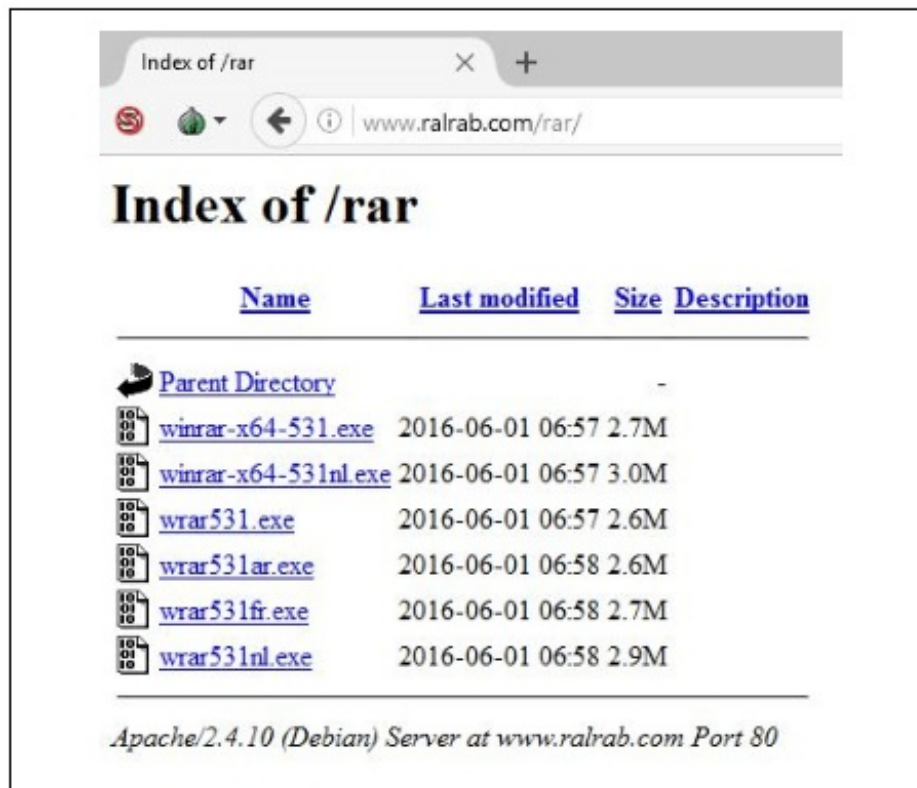 Index of /rar
www.ralrab.com/rar/
Index of /rar
Name Last modified Size Description
Parent Directory -
winrar-x64-531.exe 2016-06-01 06:57 2.7M
winrar-x64-531nl.exe 2016-06-01 06:57 3.0M
wrar531.exe 2016-06-01 06:57 2.6M
wrar531ar.exe 2016-06-01 06:58 2.6M
wrar531fr.exe 2016-06-01 06:58 2.7M
wrar531nl.exe 2016-06-01 06:58 2.9M
Apache/2.4.10 (Debian) Server at www.ralrab.com Port 80